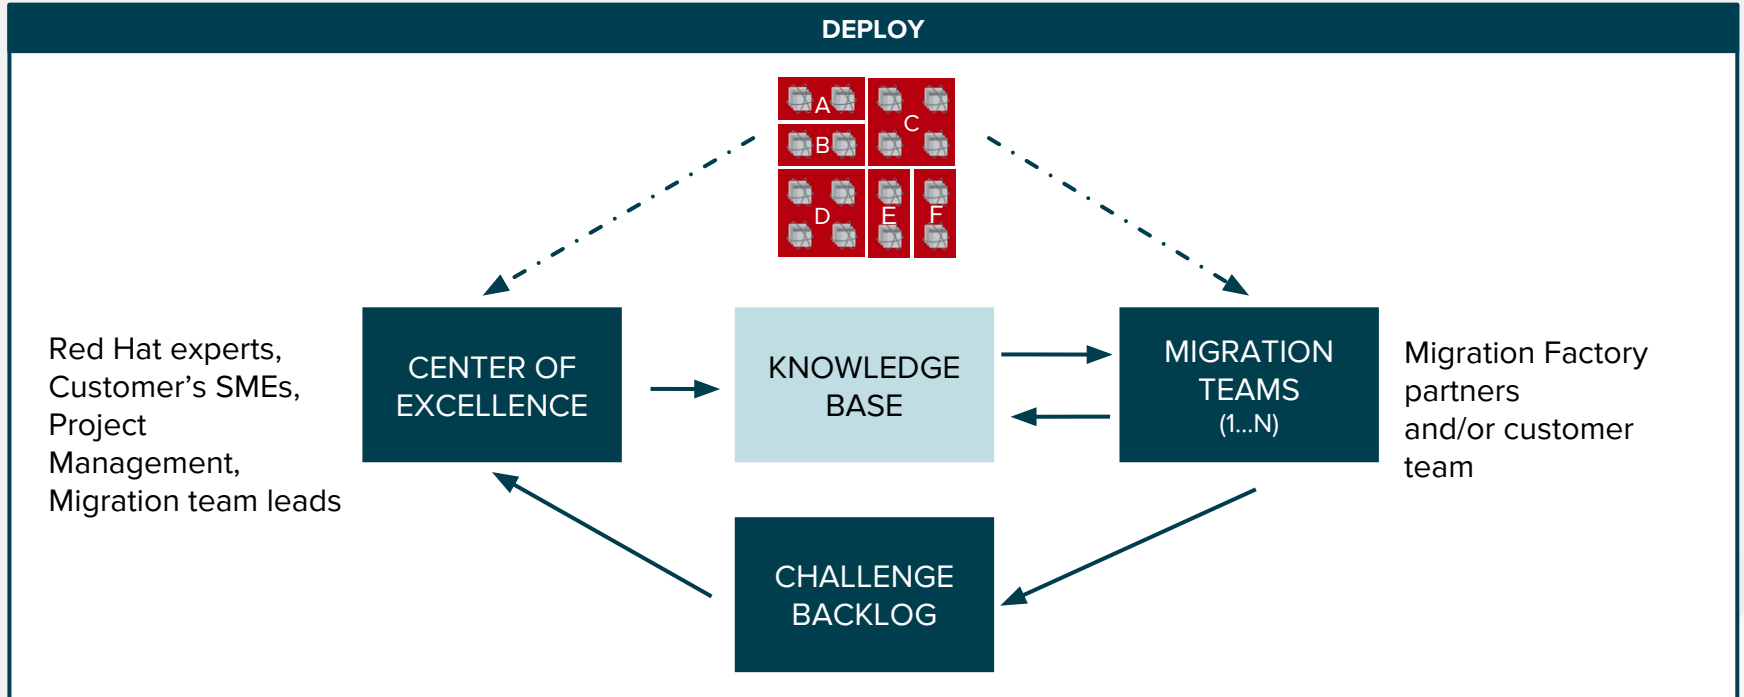 DEPLOY
A
C
B
D
E
F
Red Hat experts,
Customer’s SMEs,
Project
Management,
Migration team leads
CENTER OF
EXCELLENCE
KNOWLEDGE
BASE
MIGRATION
TEAMS
(1...N)
Migration Factory
partners
and/or customer
team
CHALLENGE
BACKLOG